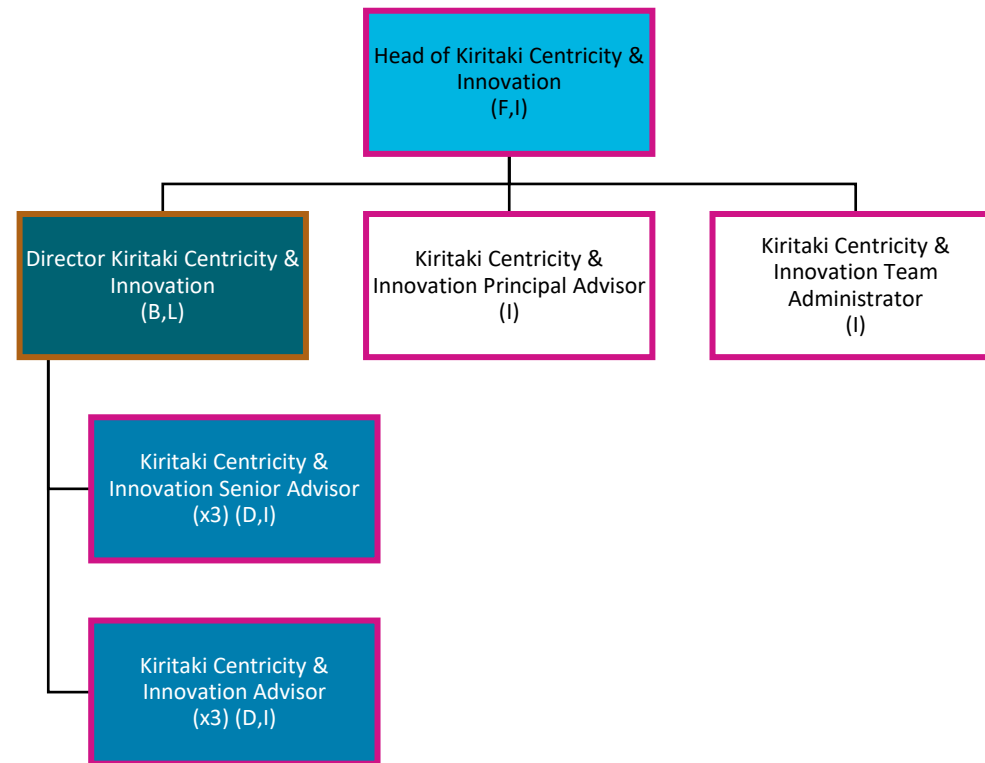 Head of Kiritaki Centricity &
Innovation
(F,I)
Director Kiritaki Centricity &
Innovation
(B,L)
Kiritaki Centricity &
Innovation Principal Advisor
(I)
Kiritaki Centricity &
Innovation Team
Administrator
(I)
Kiritaki Centricity &
Innovation Senior Advisor
(x3) (D,I)
Kiritaki Centricity &
Innovation Advisor
(x3) (D,I)